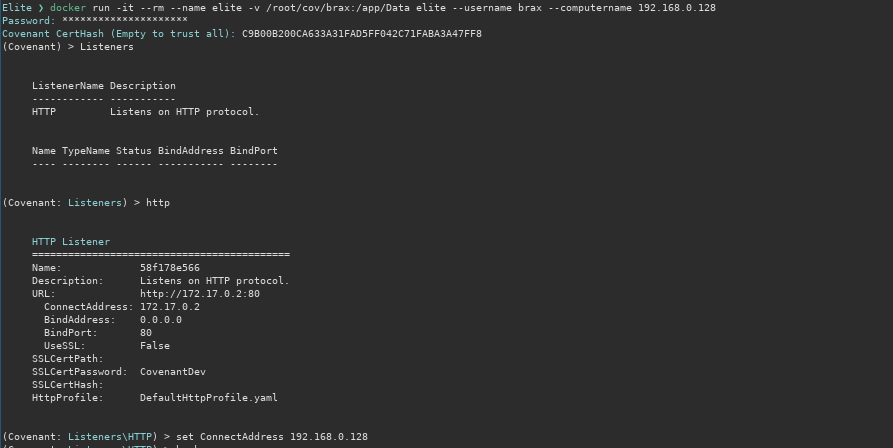 Elite ❯ docker run -it --rm --name elite -v /root/cov/brax:/app/Data elite --username brax --computername 192.168.0.128
Password: *********************
Covenant CertHash (Empty to trust all): C9B00B200CA633A31FAD5FF042C71FABA3A47FF8
(Covenant) > Listeners
ListenerName Description
------------ -----------
HTTP         Listens on HTTP protocol.
Name TypeName Status BindAddress BindPort
---- -------- ------ ----------- --------
(Covenant: Listeners) > http
HTTP Listener
===========================================
Name:             58f178e566
Description:      Listens on HTTP protocol.
URL:              http://172.17.0.2:80
  ConnectAddress: 172.17.0.2
  BindAddress:    0.0.0.0
  BindPort:       80
  UseSSL:         False
SSLCertPath:
SSLCertPassword:  CovenantDev
SSLCertHash:
HttpProfile:      DefaultHttpProfile.yaml
(Covenant: Listeners\HTTP) > set ConnectAddress 192.168.0.128